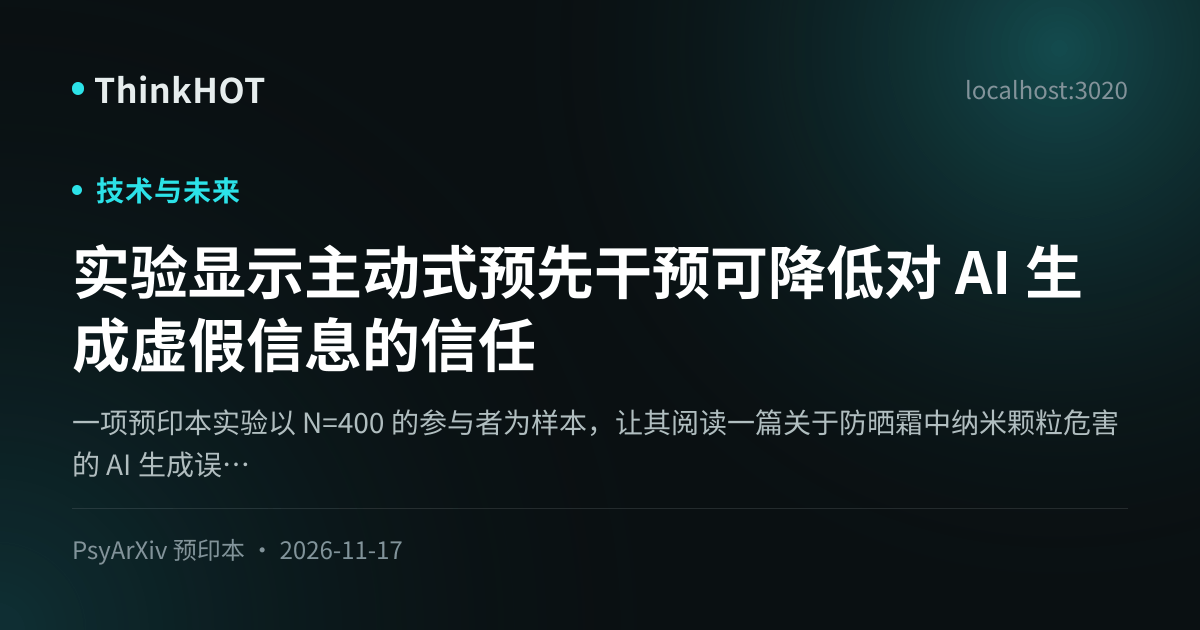 ThinkHOT
localhost:3020
技术与未来
实验显示主动式预先干预可降低对 AI 生
成虚假信息的信任
一项预印本实验以 N=400 的参与者为样本，让其阅读一篇关于防晒霜中纳米颗粒危害
的 AI 生成误…
PsyArXiv 预印本 • 2026-11-17